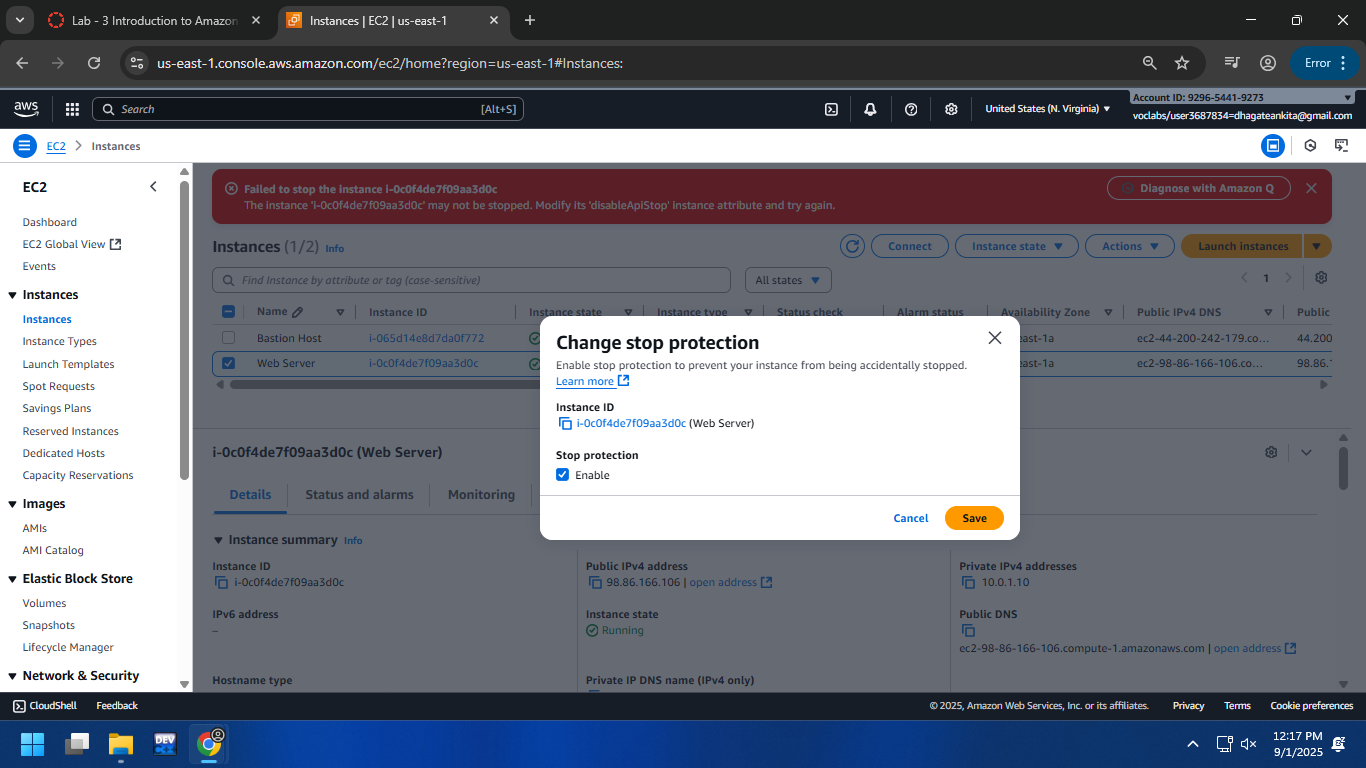 Lab - 3 Introduction to Amazon
Instances | EC2 | us-east-1
us-east-1.console.aws.amazon.com/ec2/home?region=us-east-1#Instances:
Error
aws
Search
[Alt+S]
United States (N. Virginia)
Account ID: 9296-5441-9273
voclabs/user3687834=dhagateankita@gmail.com
EC2
Instances
EC2
Dashboard
EC2 Global View
Events
Instances
Instances
Instance Types
Launch Templates
Spot Requests
Savings Plans
Reserved Instances
Dedicated Hosts
Capacity Reservations
Images
AMIs
AMI Catalog
Elastic Block Store
Volumes
Snapshots
Lifecycle Manager
Network & Security
Failed to stop the instance i-0c0f4de7f09aa3d0c
The instance 'i-0c0f4de7f09aa3d0c' may not be stopped. Modify its 'disableApiStop' instance attribute and try again.
Diagnose with Amazon Q
Instances (1/2) Info
Connect
Instance state
Actions
Launch instances
Find Instance by attribute or tag (case-sensitive)
All states
1
Name
Instance ID
Instance state
Instance type
Status check
Alarm status
Availability Zone
Public IPv4 DNS
Public
Bastion Host
i-065d14e8d7da0f772
east-1a
ec2-44-200-242-179.co...
44.200
Web Server
i-0c0f4de7f09aa3d0c
east-1a
ec2-98-86-166-106.co...
98.86.
Change stop protection
Enable stop protection to prevent your instance from being accidentally stopped.
Learn more
Instance ID
i-0c0f4de7f09aa3d0c (Web Server)
Stop protection
Enable
Cancel
Save
i-0c0f4de7f09aa3d0c (Web Server)
Details
Status and alarms
Monitoring
Instance summary Info
Instance ID
i-0c0f4de7f09aa3d0c
Public IPv4 address
98.86.166.106 | open address
Private IPv4 addresses
10.0.1.10
IPv6 address
–
Instance state
Running
Public DNS
ec2-98-86-166-106.compute-1.amazonaws.com | open address
Hostname type
Private IP DNS name (IPv4 only)
CloudShell
Feedback
© 2025, Amazon Web Services, Inc. or its affiliates.
Privacy
Terms
Cookie preferences
DEV
12:17 PM
9/1/2025